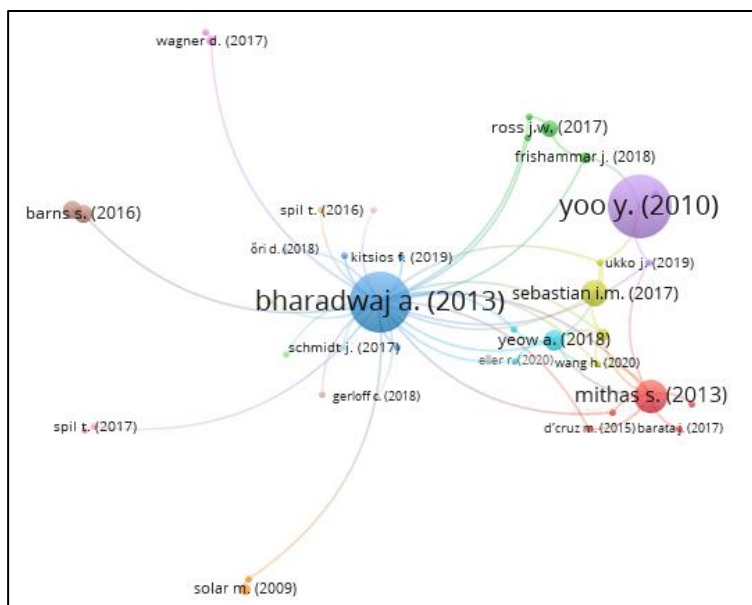 wagner d. (2017)
ross j.w. (2017)
frishammar j. (2018)
yoo y. (2010)
barns s. (2016)
spil t. (2016)
őri d. (2018)
kitsios f. (2019)
ukko j. (2019)
bharadwaj a. (2013)
sebastian i.m. (2017)
schmidt j. (2017)
yeow a. (2018)
eller r. (2020)
wang h. (2020)
gerloff c. (2018)
mithas s. (2013)
spil t. (2017)
d'cruz m. (2015)
barata j. (2017)
solar m. (2009)